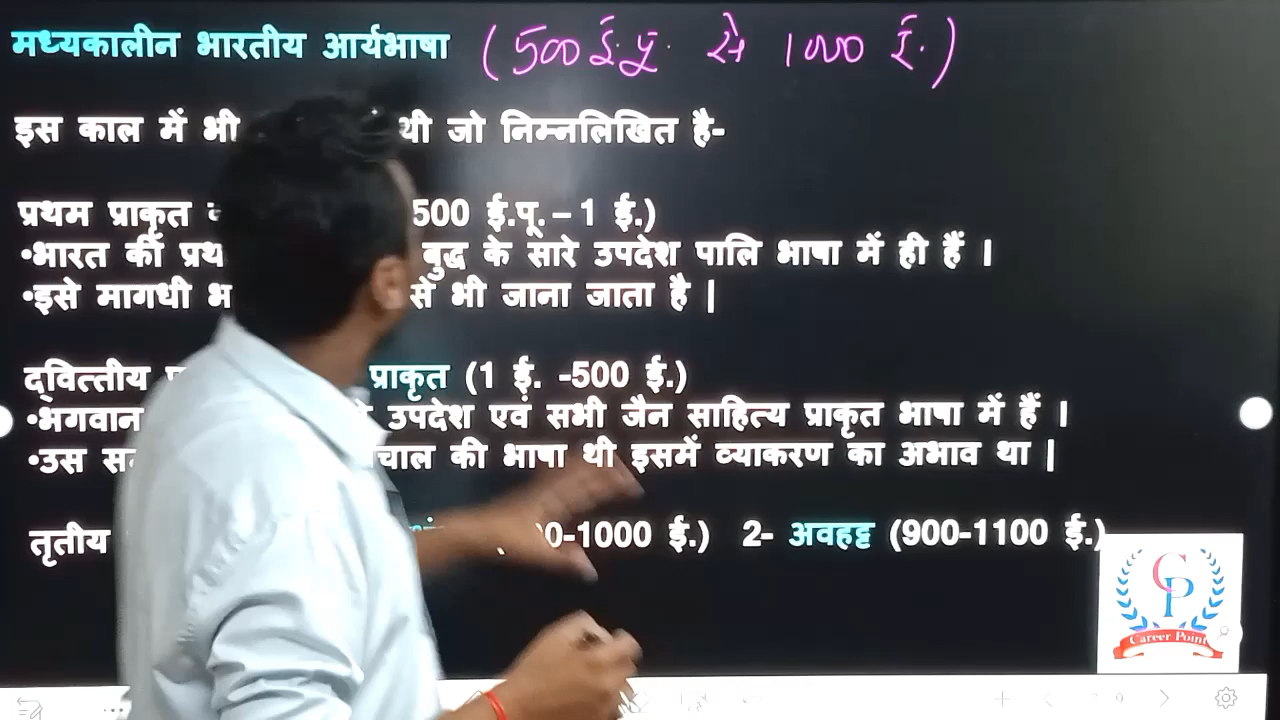 मध्यकालीन भारतीय आर्यभाषा (500 ई.पू. से 1000 ई.)
इस काल में भी थी जो निम्नलिखित है-
प्रथम प्राकृत 500 ई.पू. – 1 ई.)
•भारत की बुद्ध के सारे उपदेश पालि भाषा में ही हैं ।
•इसे मागधी से भी जाना जाता है |
द्वित्तीय प्राकृत (1 ई. -500 ई.)
•भगवान उपदेश एवं सभी जैन साहित्य प्राकृत भाषा में हैं ।
•उस की भाषा थी इसमें व्याकरण का अभाव था |
तृतीय 0-1000 ई.) 2- अवहट्ट (900-1100 ई.)
CP
Career Point